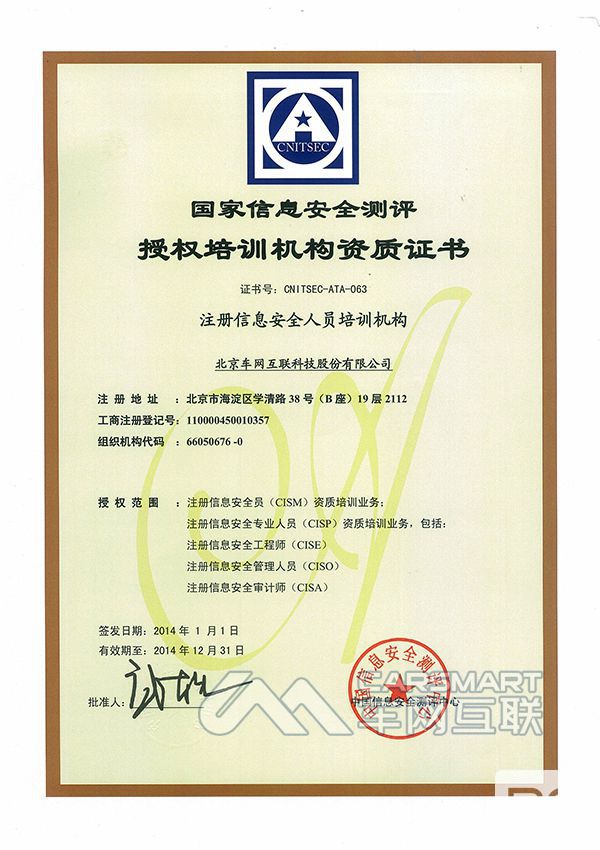 CNITSEC
国家信息安全测评
授权培训机构资质证书
证书号：CNITSEC-ATA-063
注册信息安全人员培训机构
北京车网互联科技股份有限公司
注册地址：北京市海淀区学清路38号（B座）19层2112
工商注册登记号：110000450010357
组织机构代码：66050676-0
授权范围：注册信息安全员（CISM）资质培训业务；
注册信息安全专业人员（CISP）资质培训业务，包括：
注册信息安全工程师（CISE）
注册信息安全管理人员（CISO）
注册信息安全审计师（CISA）
签发日期：2014年1月1日
有效期至：2014年12月31日
批准人：
中国信息安全测评中心
中国信息安全测评中心
CARSMART
车网互联